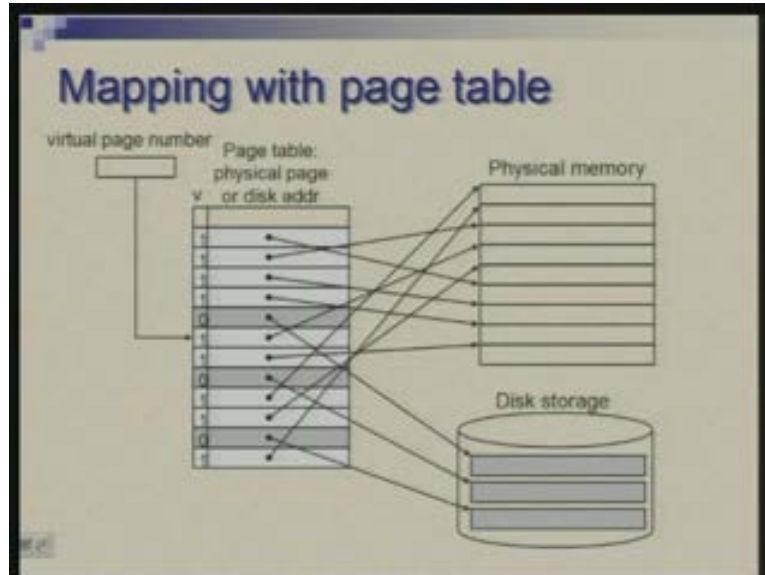 Mapping with page table
virtual page number
Page table:
physical page
or disk addr
v
Physical memory
1
1
1
1
0
1
1
0
1
1
0
1
Disk storage